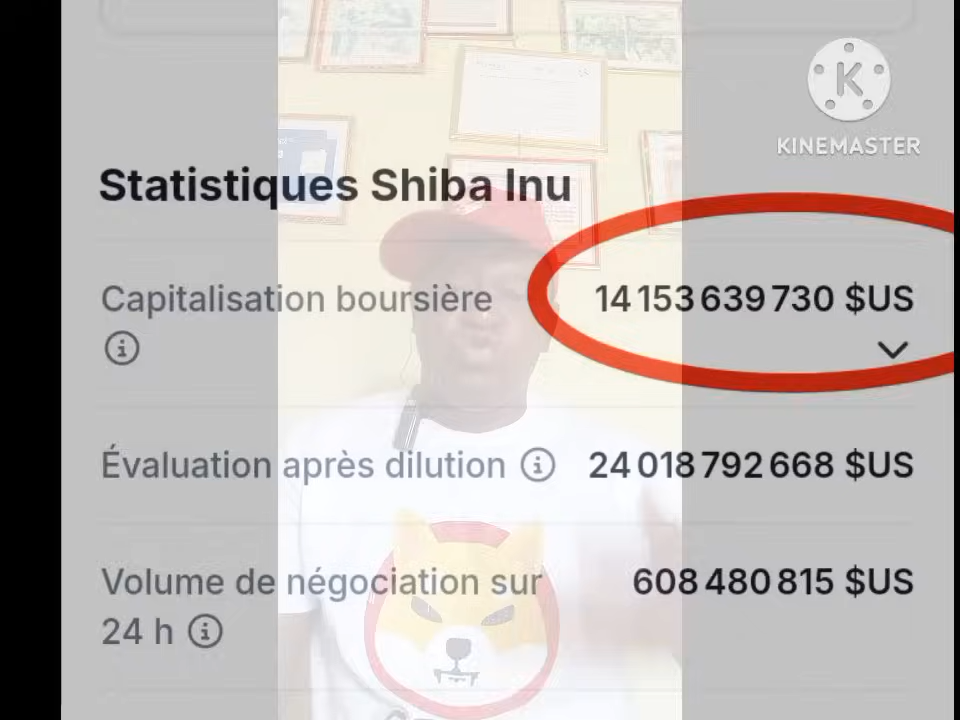 KINEMASTER
Statistiques Shiba Inu
Capitalisation boursière 14 153 639 730 $US
Évaluation après dilution 24 018 792 668 $US
Volume de négociation sur 608 480 815 $US
24 h